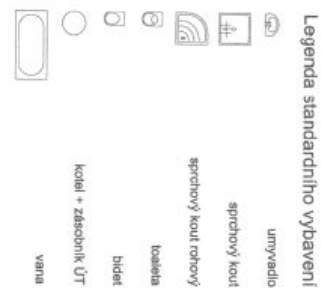 Legenda standardního vybavení
umyvadlo
sprchový kout
sprchový kout rohový
toaleta
bidet
kotel + zásobník ÚT
vana